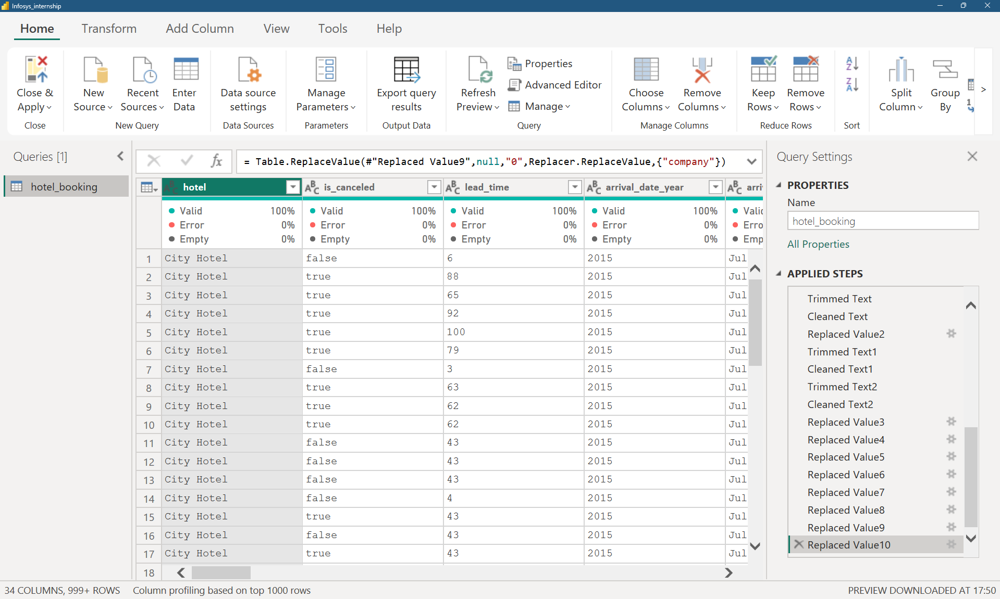 Infosys_internship
Home Transform Add Column View Tools Help
Close & Apply
New Source
Recent Sources
Enter Data
Data source settings
Manage Parameters
Export query results
Refresh Preview
Properties
Advanced Editor
Manage
Choose Columns
Remove Columns
Keep Rows
Remove Rows
Split Column
Group By
Close
New Query
Data Sources
Parameters
Output Data
Query
Manage Columns
Reduce Rows
Sort
Queries [1]
hotel_booking
fx = Table.ReplaceValue(#"Replaced Value9",null,"0",Replacer.ReplaceValue,{"company"})
hotel is_canceled lead_time arrival_date_year arri
Valid 100% Valid 100% Valid 100% Valid 100% Valid
Error 0% Error 0% Error 0% Error 0% Erro
Empty 0% Empty 0% Empty 0% Empty 0% Emp
1 City Hotel false 6 2015 Jul
2 City Hotel true 88 2015 Jul
3 City Hotel true 65 2015 Jul
4 City Hotel true 92 2015 Jul
5 City Hotel true 100 2015 Jul
6 City Hotel true 79 2015 Jul
7 City Hotel false 3 2015 Jul
8 City Hotel true 63 2015 Jul
9 City Hotel true 62 2015 Jul
10 City Hotel true 62 2015 Jul
11 City Hotel false 43 2015 Jul
12 City Hotel false 43 2015 Jul
13 City Hotel false 43 2015 Jul
14 City Hotel false 4 2015 Jul
15 City Hotel true 43 2015 Jul
16 City Hotel false 43 2015 Jul
17 City Hotel true 43 2015 Jul
18
Query Settings
PROPERTIES
Name
hotel_booking
All Properties
APPLIED STEPS
Trimmed Text
Cleaned Text
Replaced Value2
Trimmed Text1
Cleaned Text1
Trimmed Text2
Cleaned Text2
Replaced Value3
Replaced Value4
Replaced Value5
Replaced Value6
Replaced Value7
Replaced Value8
Replaced Value9
Replaced Value10
34 COLUMNS, 999+ ROWS Column profiling based on top 1000 rows PREVIEW DOWNLOADED AT 17:50